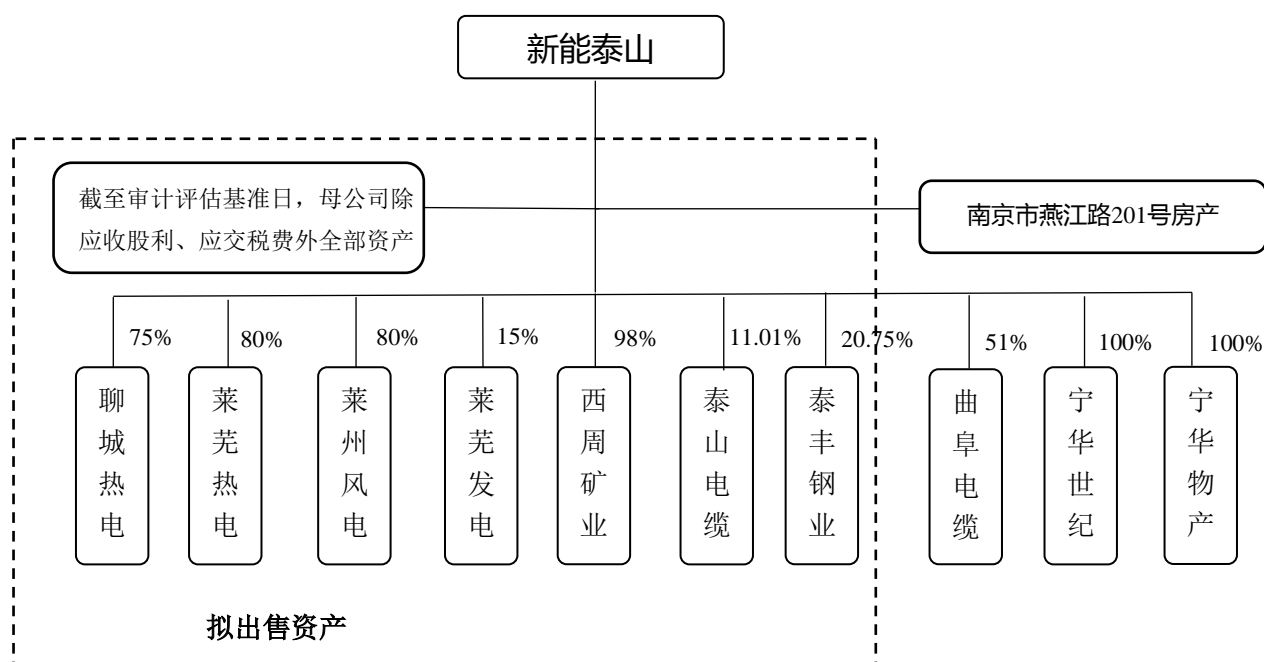 新能泰山
截至审计评估基准日，母公司除
应收股利、应交税费外全部资产
南京市燕江路201号房产
75%
80%
80%
15%
98%
11.01%
20.75%
51%
100%
100%
聊城热电
莱芜热电
莱州风电
莱芜发电
西周矿业
泰山电缆
泰丰钢业
曲阜电缆
宁华世纪
宁华物产
拟出售资产